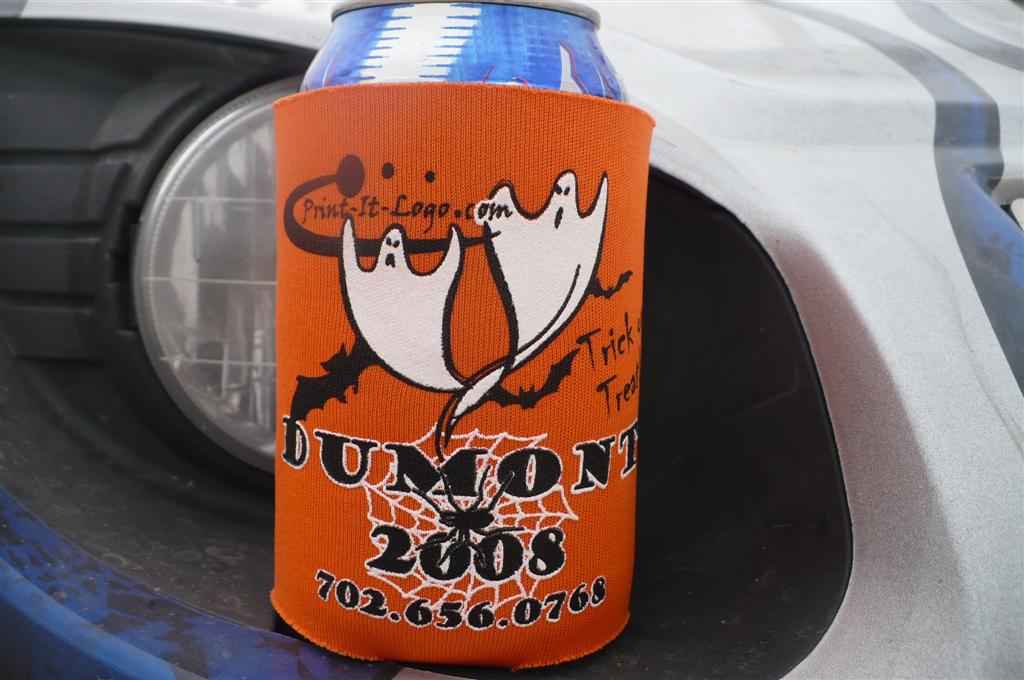 Print-It-Logo.com
Trick
Treat
DUMONT
2008
702.656.0768